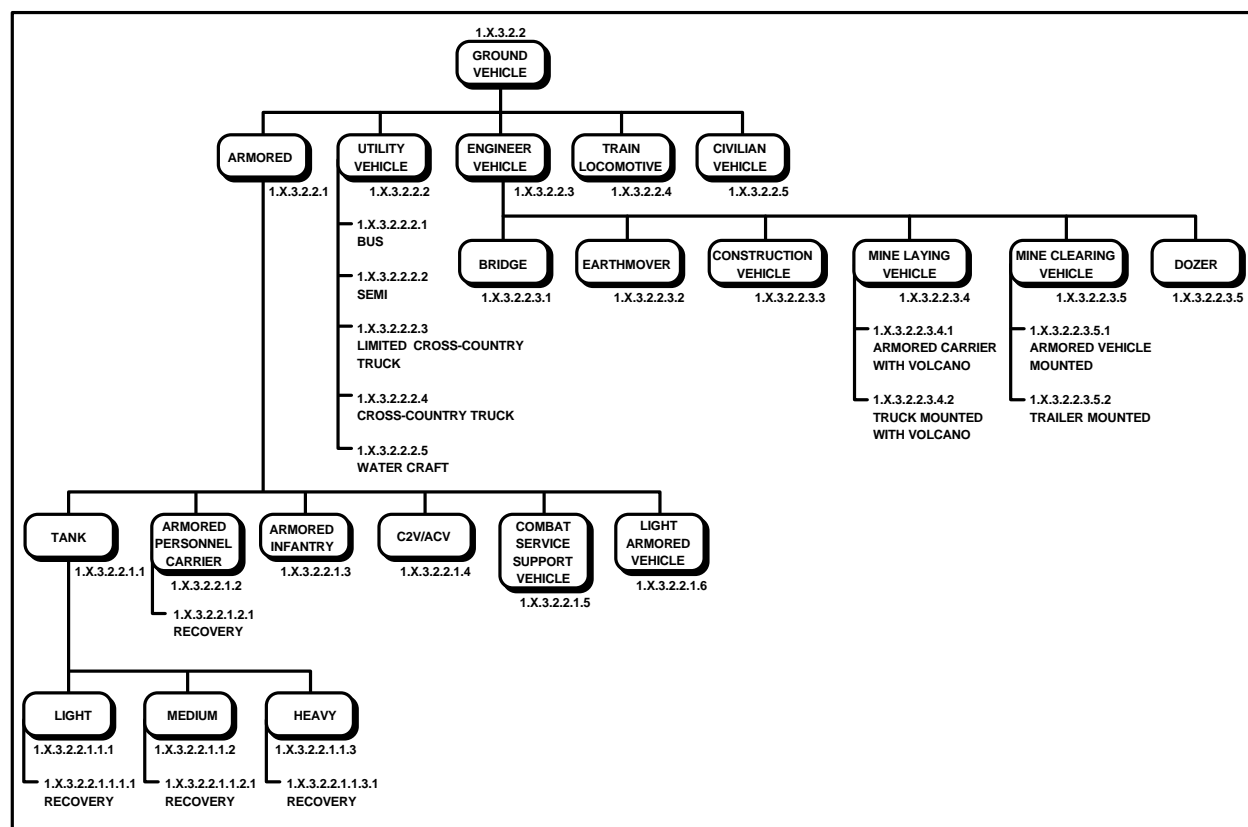 1.X.3.2.2
GROUND
VEHICLE
ARMORED
1.X.3.2.2.1
UTILITY
VEHICLE
1.X.3.2.2.2
ENGINEER
VEHICLE
1.X.3.2.2.3
TRAIN
LOCOMOTIVE
1.X.3.2.2.4
CIVILIAN
VEHICLE
1.X.3.2.2.5
1.X.3.2.2.2.1
BUS
1.X.3.2.2.2.2
SEMI
1.X.3.2.2.2.3
LIMITED CROSS-COUNTRY
TRUCK
1.X.3.2.2.2.4
CROSS-COUNTRY TRUCK
1.X.3.2.2.2.5
WATER CRAFT
BRIDGE
1.X.3.2.2.3.1
EARTHMOVER
1.X.3.2.2.3.2
CONSTRUCTION
VEHICLE
1.X.3.2.2.3.3
MINE LAYING
VEHICLE
1.X.3.2.2.3.4
1.X.3.2.2.3.4.1
ARMORED CARRIER
WITH VOLCANO
1.X.3.2.2.3.4.2
TRUCK MOUNTED
WITH VOLCANO
MINE CLEARING
VEHICLE
1.X.3.2.2.3.5
1.X.3.2.2.3.5.1
ARMORED VEHICLE
MOUNTED
1.X.3.2.2.3.5.2
TRAILER MOUNTED
DOZER
1.X.3.2.2.3.5
TANK
1.X.3.2.2.1.1
ARMORED
PERSONNEL
CARRIER
1.X.3.2.2.1.2
1.X.3.2.2.1.2.1
RECOVERY
ARMORED
INFANTRY
1.X.3.2.2.1.3
C2V/ACV
1.X.3.2.2.1.4
COMBAT
SERVICE
SUPPORT
VEHICLE
1.X.3.2.2.1.5
LIGHT
ARMORED
VEHICLE
1.X.3.2.2.1.6
LIGHT
1.X.3.2.2.1.1.1
1.X.3.2.2.1.1.1.1
RECOVERY
MEDIUM
1.X.3.2.2.1.1.2
1.X.3.2.2.1.1.2.1
RECOVERY
HEAVY
1.X.3.2.2.1.1.3
1.X.3.2.2.1.1.3.1
RECOVERY